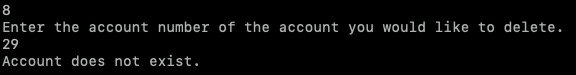 8
Enter the account number of the account you would like to delete.
29
Account does not exist.